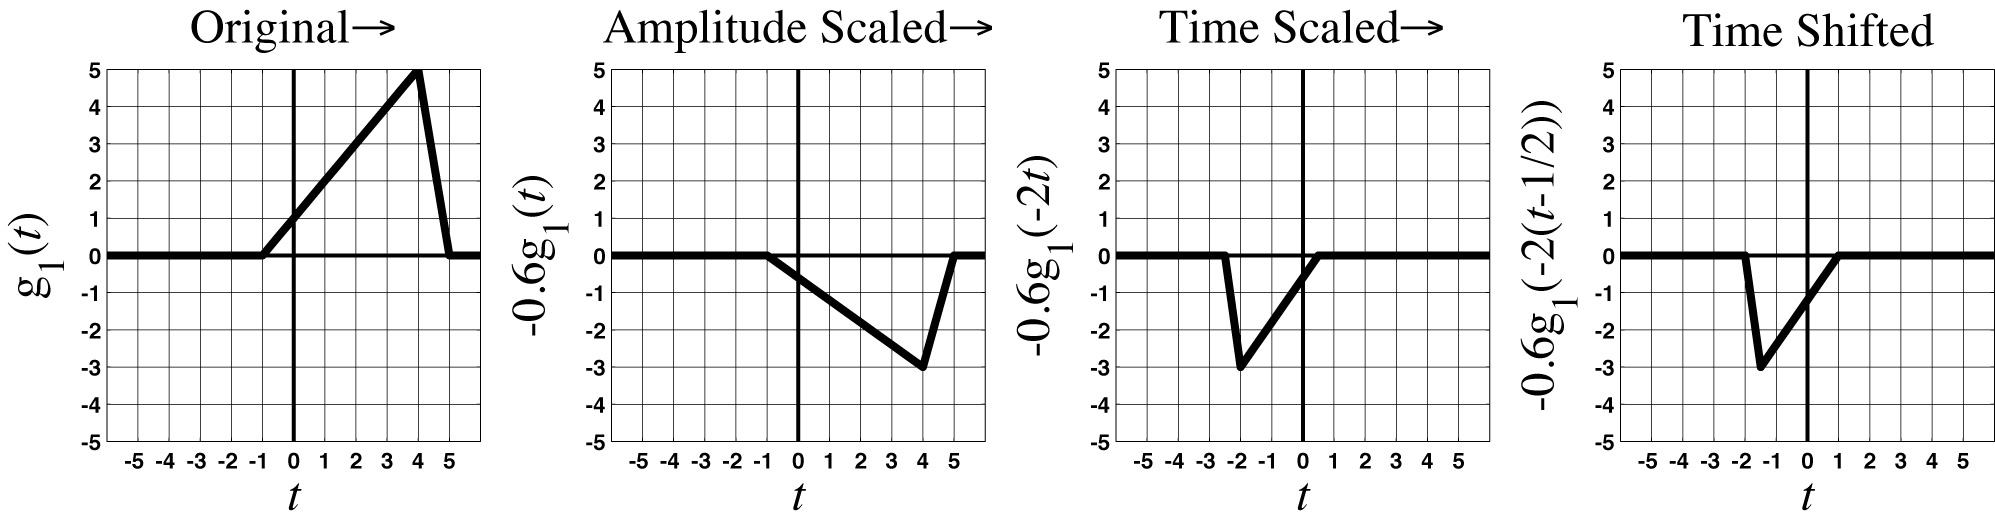 Original→
Amplitude Scaled→
Time Scaled→
Time Shifted
g1(t)
5
4
3
2
1
0
-1
-2
-3
-4
-5
-5 -4 -3 -2 -1 0 1 2 3 4 5
t
-0.6g1(t)
5
4
3
2
1
0
-1
-2
-3
-4
-5
-5 -4 -3 -2 -1 0 1 2 3 4 5
t
-0.6g1(-2t)
5
4
3
2
1
0
-1
-2
-3
-4
-5
-5 -4 -3 -2 -1 0 1 2 3 4 5
t
-0.6g1(-2(t-1/2))
5
4
3
2
1
0
-1
-2
-3
-4
-5
-5 -4 -3 -2 -1 0 1 2 3 4 5
t